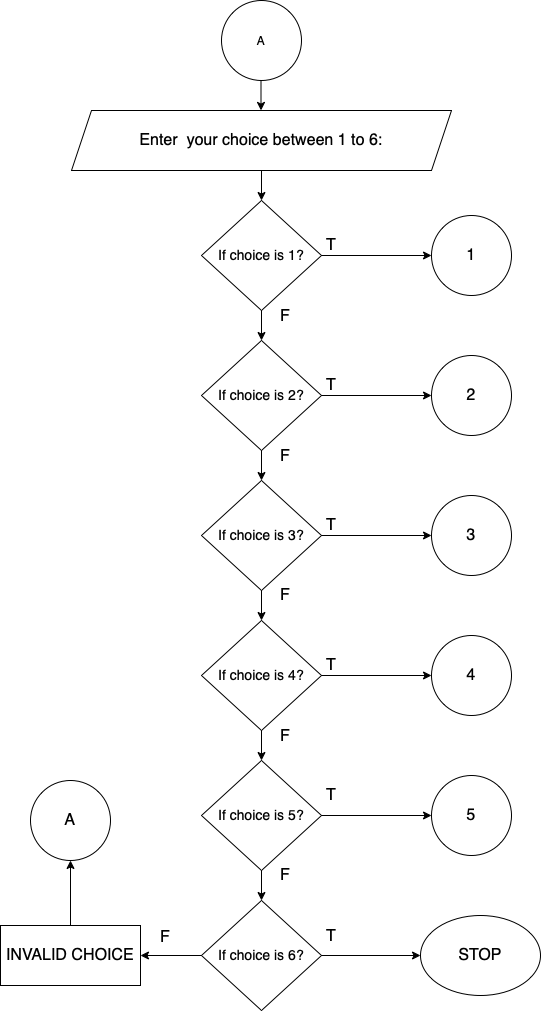 A
Enter  your choice between 1 to 6:
If choice is 1?
T
1
F
If choice is 2?
T
2
F
If choice is 3?
T
3
F
If choice is 4?
T
4
F
If choice is 5?
T
5
A
F
INVALID CHOICE
F
If choice is 6?
T
STOP